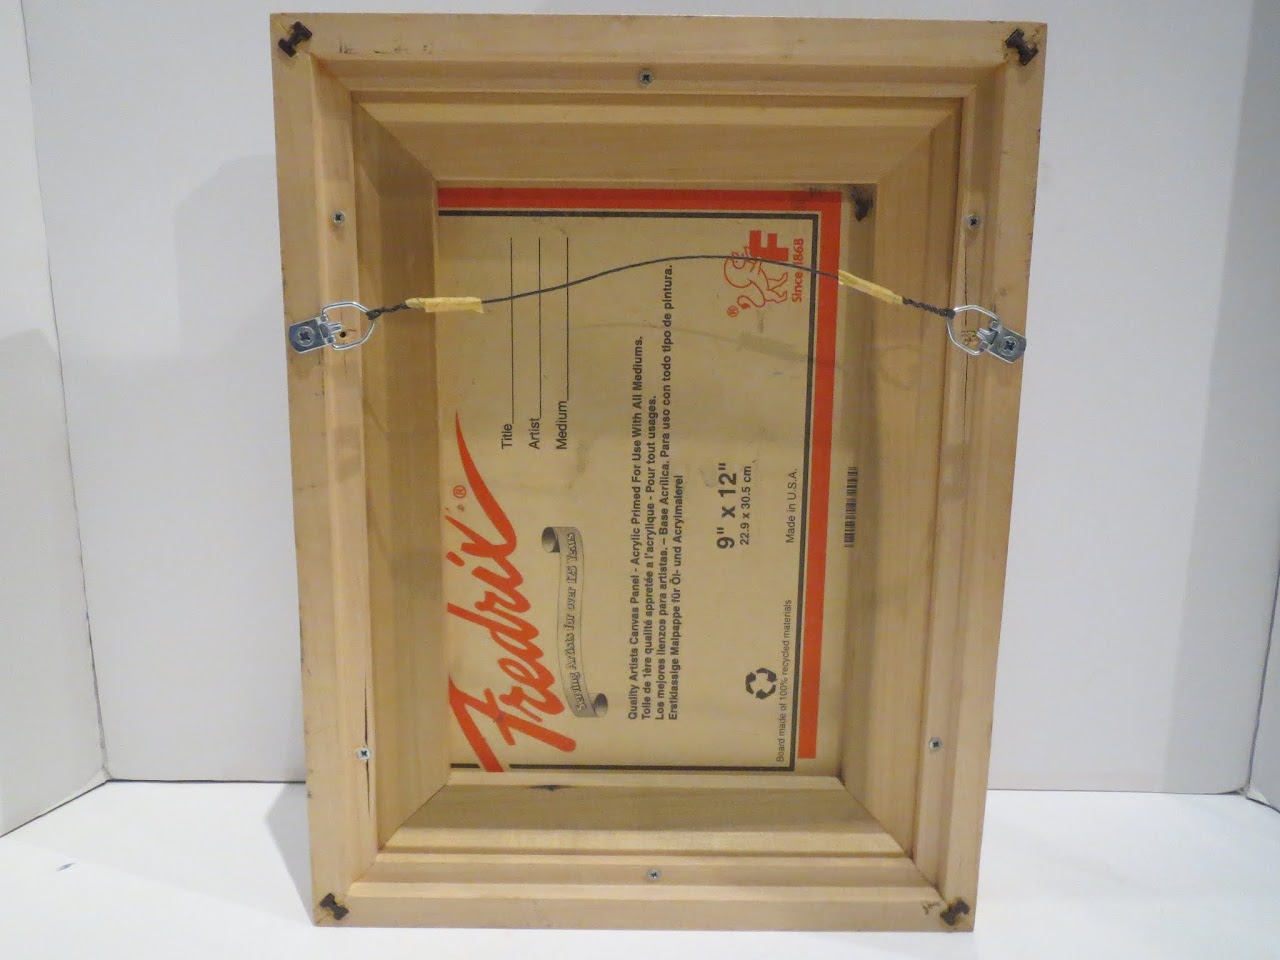 Fredrix®
Serving Artists for over 125 Years
Title
Artist
Medium
Quality Artists Canvas Panel - Acrylic Primed For Use With All Mediums.
Toile de 1ère qualité appretée a l'acrylique - Pour tout usages.
Los mejores lienzos para artistas. – Base Acrílica. Para uso con todo tipo de pintura.
Erstklassige Malpappe für Öl- und Acrylmalerei
9" x 12"
22.9 x 30.5 cm
F
®
Since 1868
Board made of 100% recycled materials
Made in U.S.A.